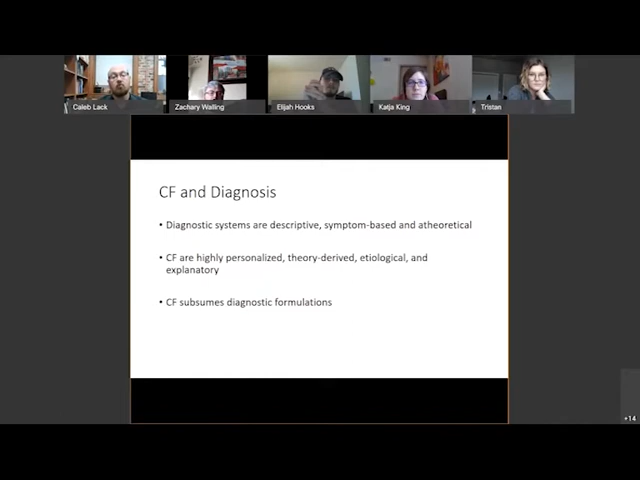 Caleb Lack
Zachary Walling
Elijah Hooks
Katja King
Tristan
CF and Diagnosis
• Diagnostic systems are descriptive, symptom-based and atheoretical
• CF are highly personalized, theory-derived, etiological, and
explanatory
• CF subsumes diagnostic formulations
+14